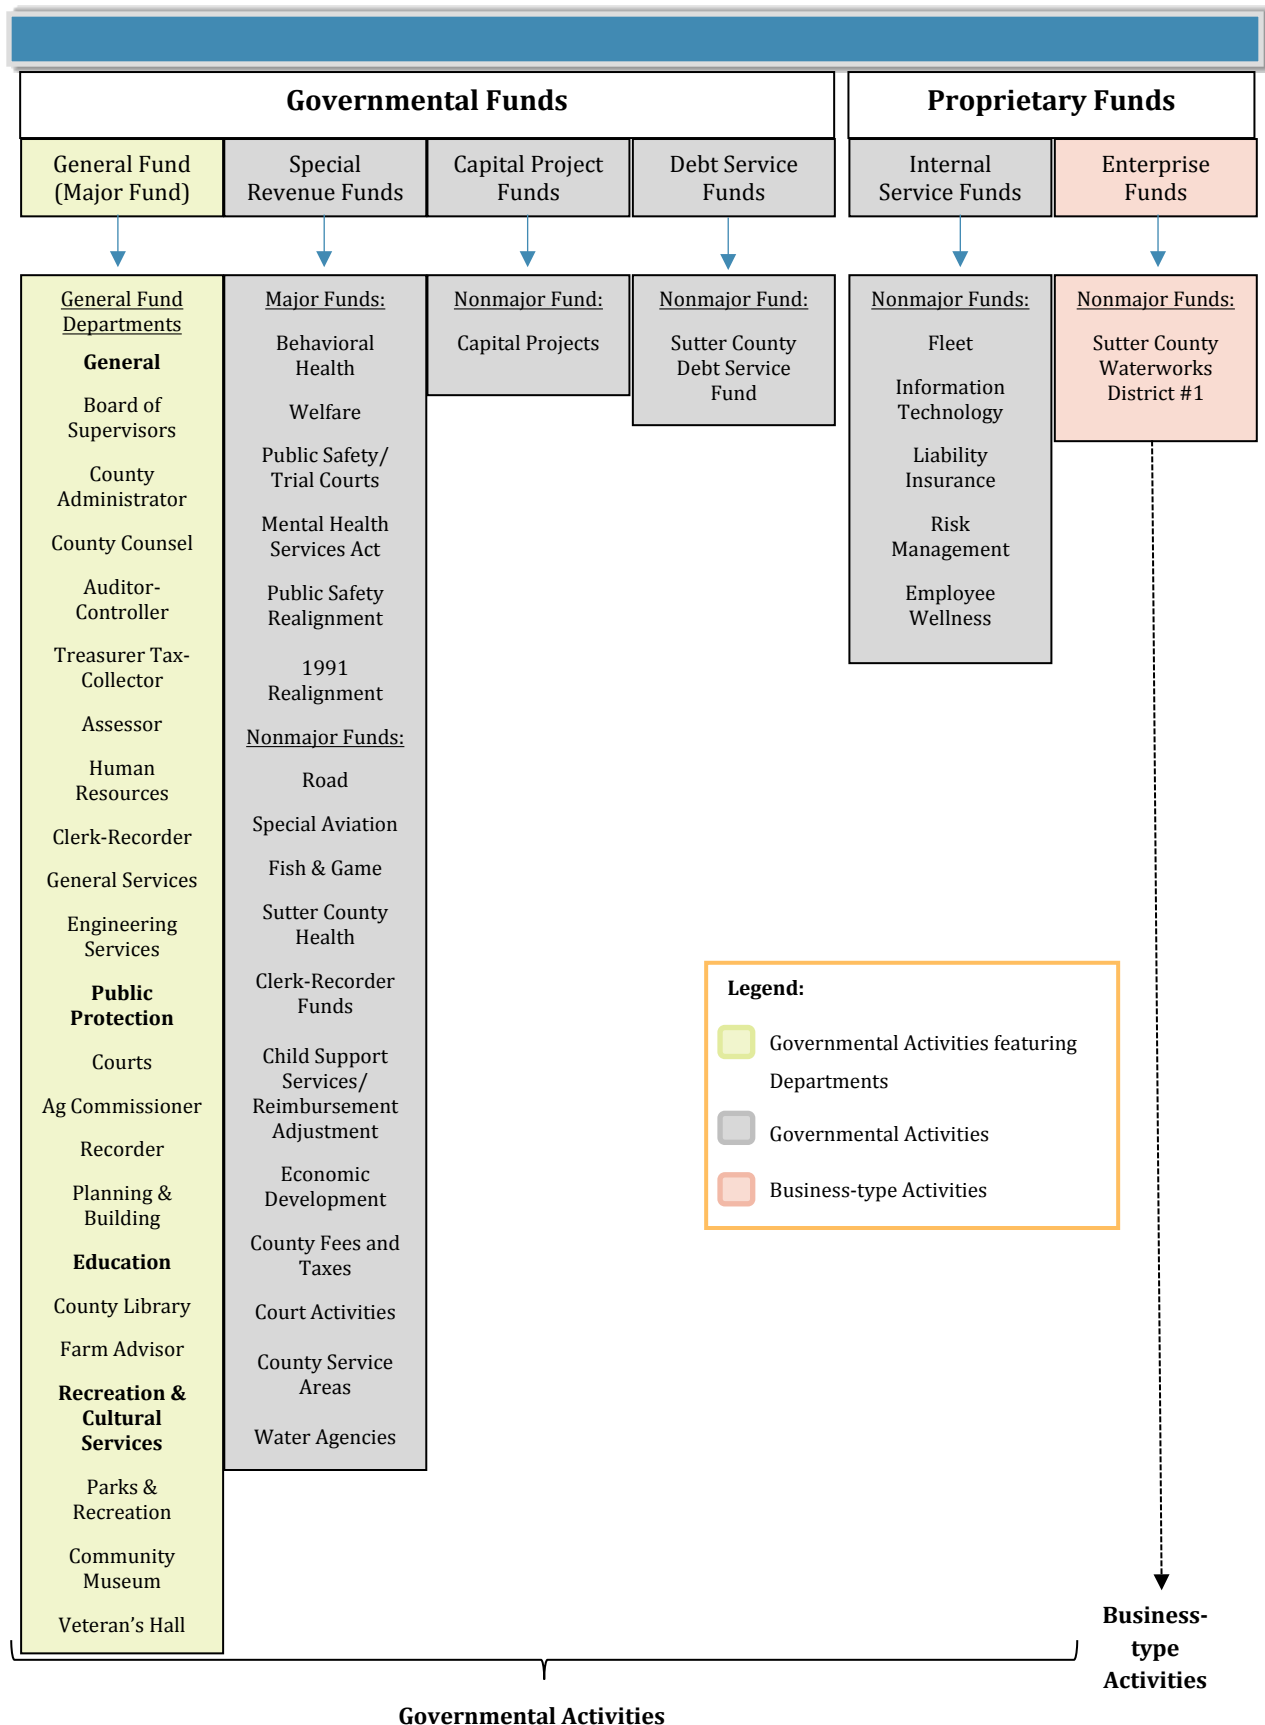 Governmental Funds
Proprietary Funds
General Fund
(Major Fund)
Special
Revenue Funds
Capital Project
Funds
Debt Service
Funds
Internal
Service Funds
Enterprise
Funds
General Fund
Departments
General
Board of
Supervisors
County
Administrator
County Counsel
Auditor-
Controller
Treasurer Tax-
Collector
Assessor
Human
Resources
Clerk-Recorder
General Services
Engineering
Services
Public
Protection
Courts
Ag Commissioner
Recorder
Planning &
Building
Education
County Library
Farm Advisor
Recreation &
Cultural
Services
Parks &
Recreation
Community
Museum
Veteran’s Hall
Major Funds:
Behavioral
Health
Welfare
Public Safety/
Trial Courts
Mental Health
Services Act
Public Safety
Realignment
1991
Realignment
Nonmajor Funds:
Road
Special Aviation
Fish & Game
Sutter County
Health
Clerk-Recorder
Funds
Child Support
Services/
Reimbursement
Adjustment
Economic
Development
County Fees and
Taxes
Court Activities
County Service
Areas
Water Agencies
Nonmajor Fund:
Capital Projects
Nonmajor Fund:
Sutter County
Debt Service
Fund
Nonmajor Funds:
Fleet
Information
Technology
Liability
Insurance
Risk
Management
Employee
Wellness
Nonmajor Funds:
Sutter County
Waterworks
District #1
Legend:
Governmental Activities featuring
Departments
Governmental Activities
Business-type Activities
Business-
type
Activities
Governmental Activities